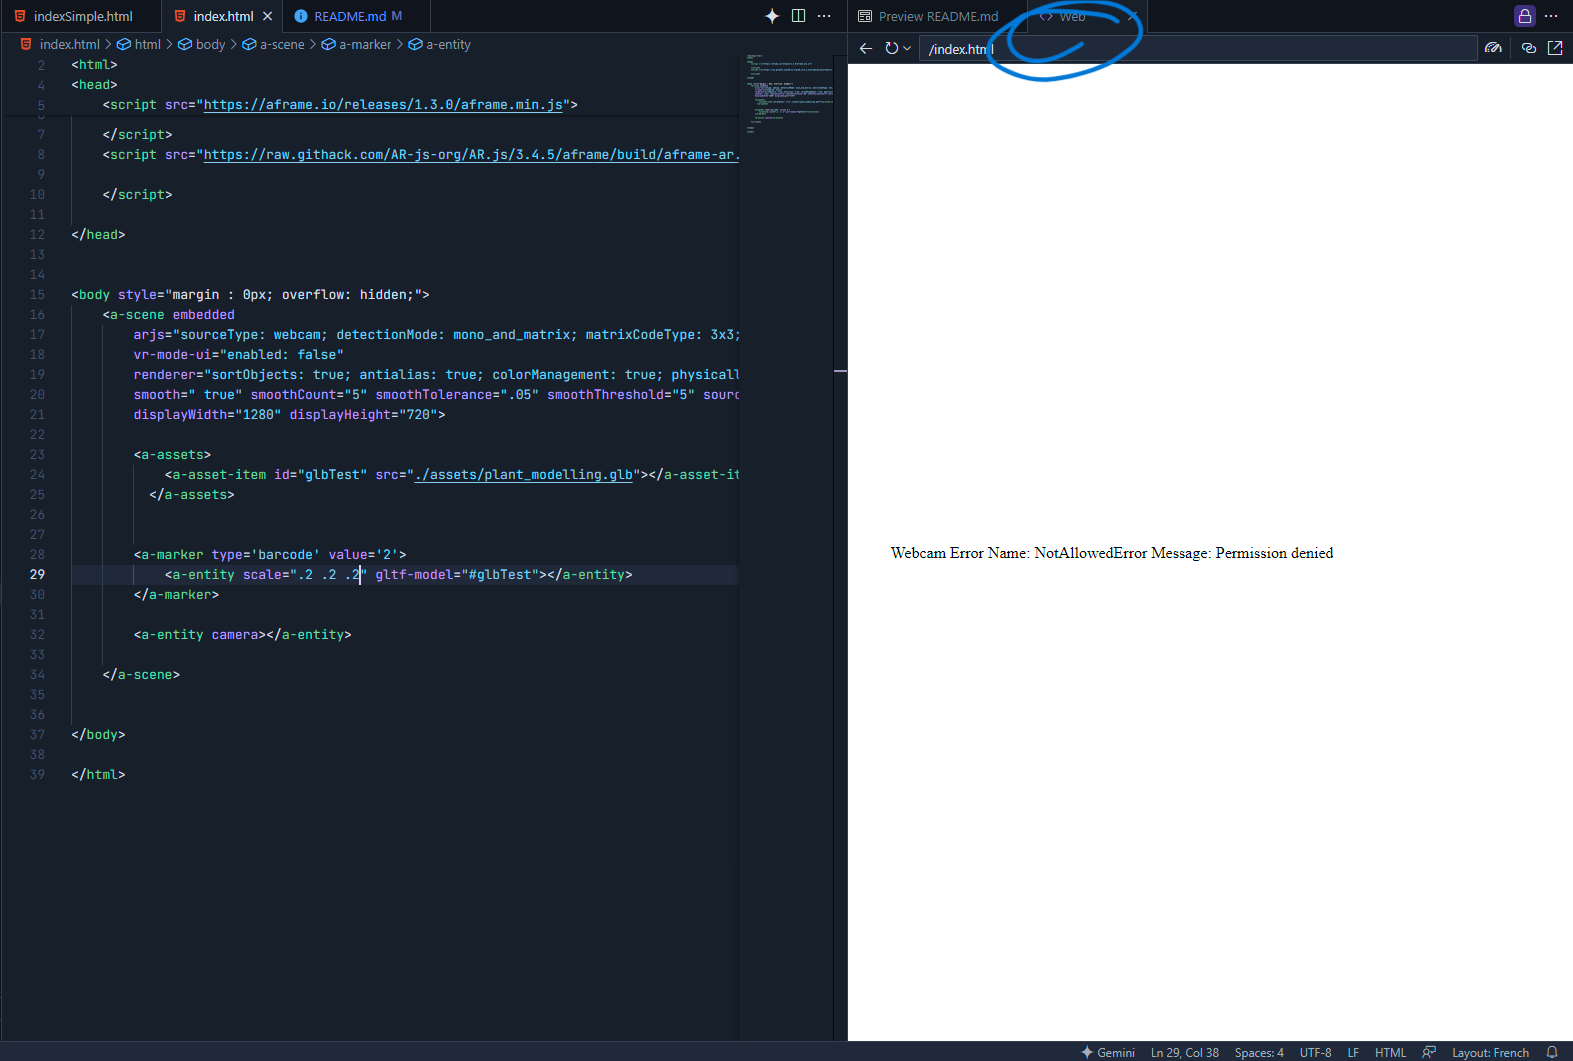 indexSimple.html
index.html
README.md M
index.html > html > body > a-scene > a-marker > a-entity
2 <html>
4 <head>
5 <script src="https://aframe.io/releases/1.3.0/aframe.min.js">
7 </script>
8 <script src="https://raw.githack.com/AR-js-org/AR.js/3.4.5/aframe/build/aframe-ar.
9
10 </script>
11
12 </head>
13
14
15 <body style="margin : 0px; overflow: hidden;">
16 <a-scene embedded
17 arjs="sourceType: webcam; detectionMode: mono_and_matrix; matrixCodeType: 3x3;
18 vr-mode-ui="enabled: false"
19 renderer="sortObjects: true; antialias: true; colorManagement: true; physicall
20 smooth=" true" smoothCount="5" smoothTolerance=".05" smoothThreshold="5" sourc
21 displayWidth="1280" displayHeight="720">
22
23 <a-assets>
24 <a-asset-item id="glbTest" src="./assets/plant_modelling.glb"></a-asset-it
25 </a-assets>
26
27
28 <a-marker type='barcode' value='2'>
29 <a-entity scale=".2 .2 .2" gltf-model="#glbTest"></a-entity>
30 </a-marker>
31
32 <a-entity camera></a-entity>
33
34 </a-scene>
35
36
37 </body>
38
39 </html>
Preview README.md
Web
/index.html
Webcam Error Name: NotAllowedError Message: Permission denied
Gemini
Ln 29, Col 38
Spaces: 4
UTF-8
LF
HTML
Layout: French